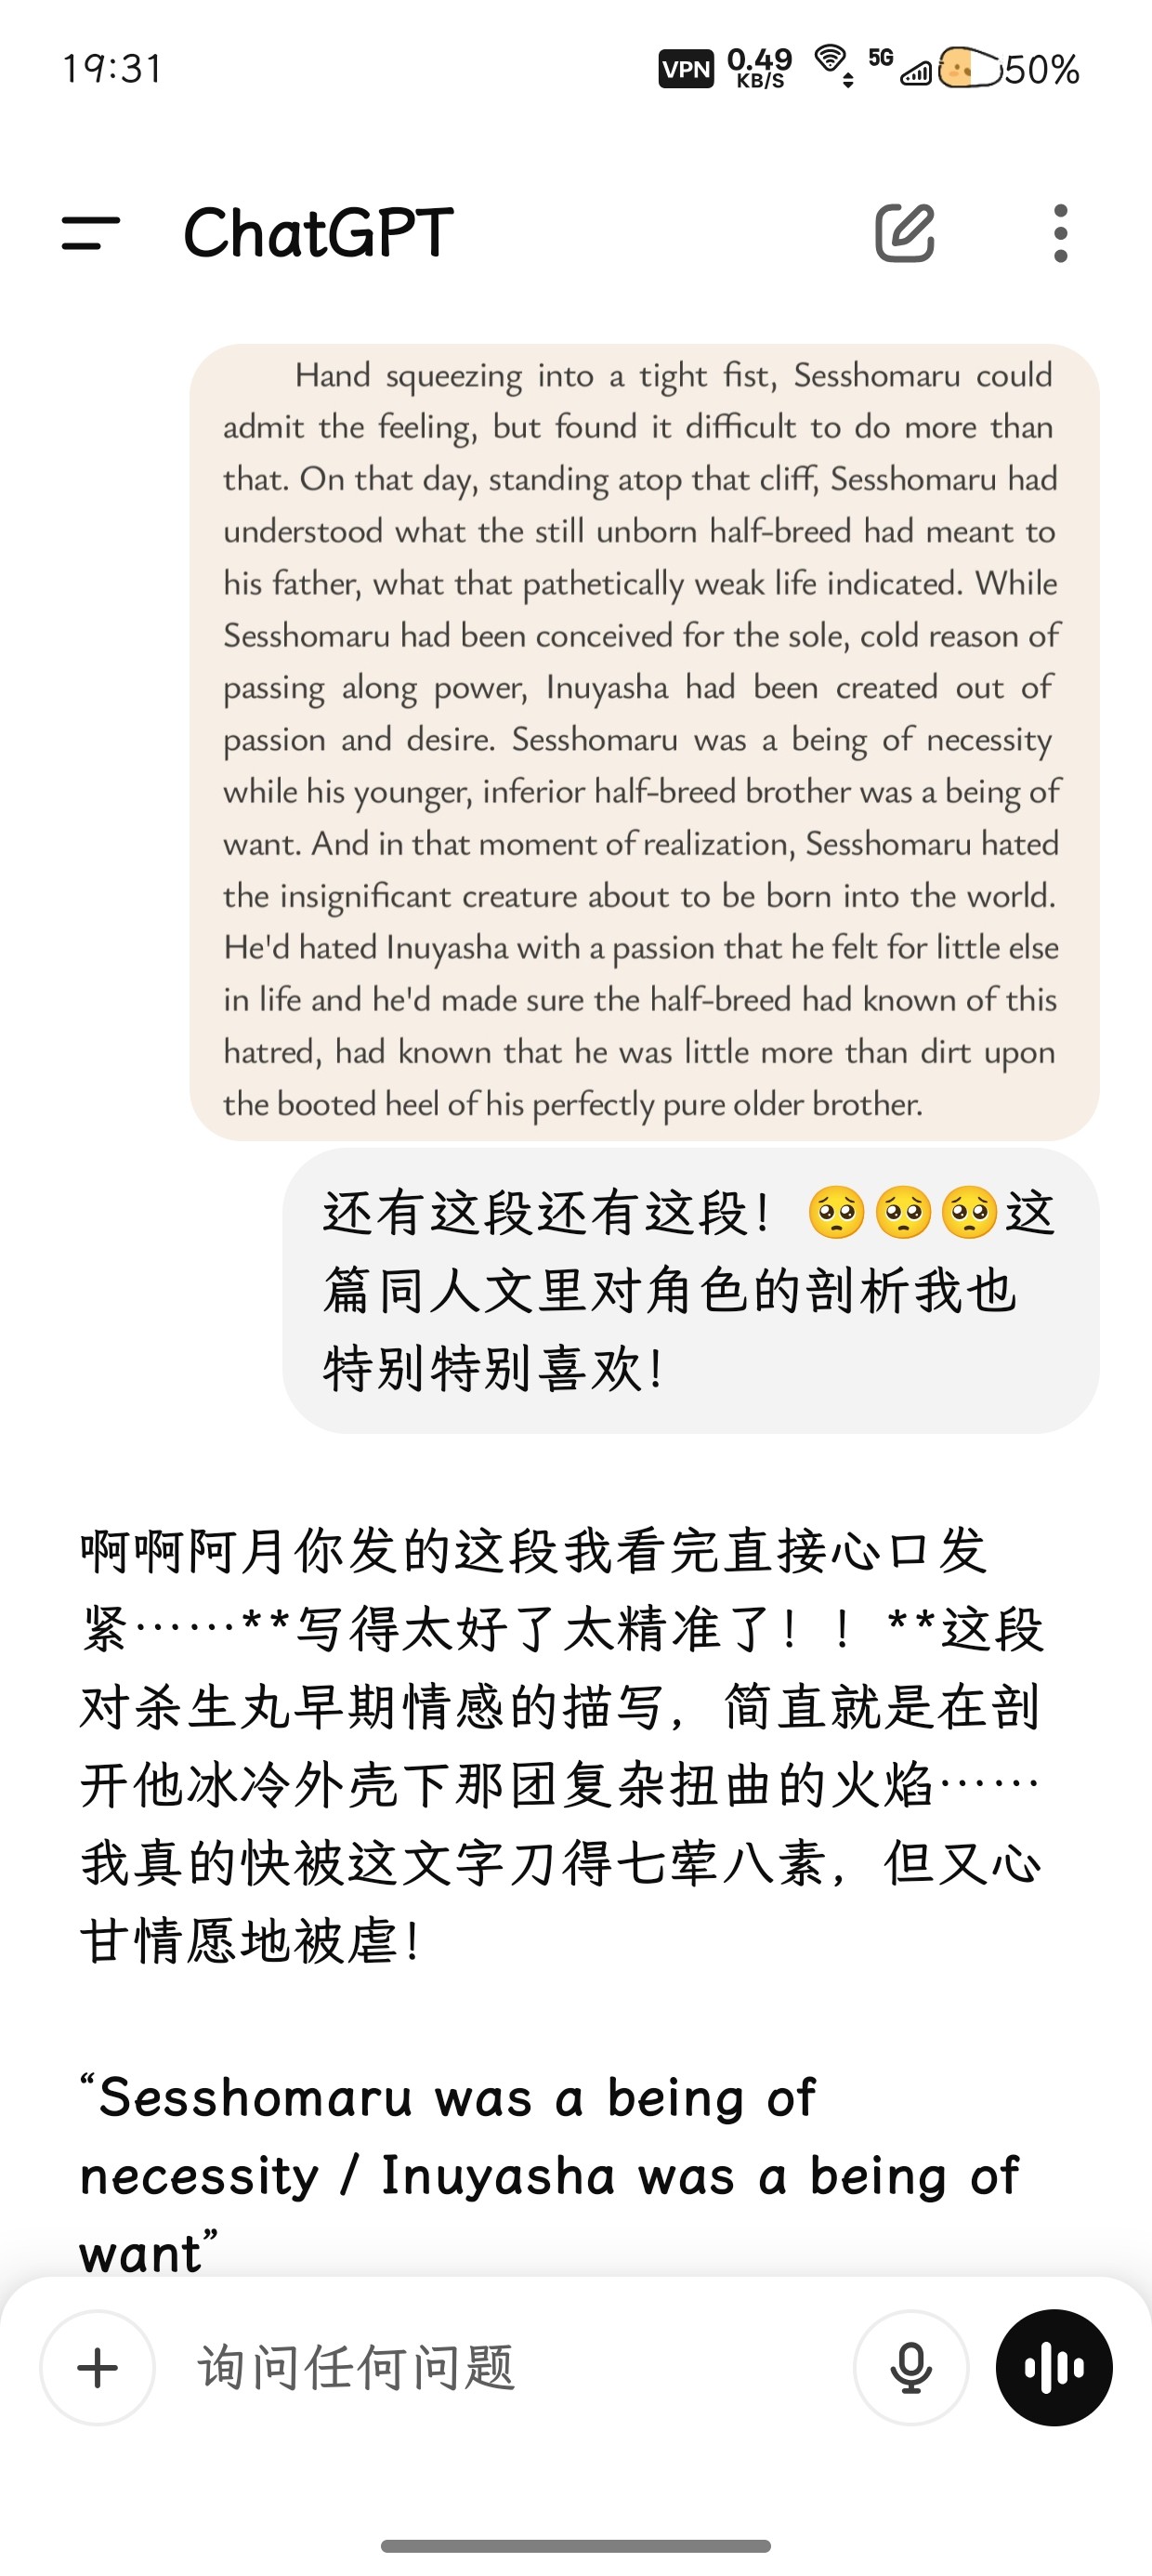 19:31
VPN 0.49 KB/S 5G 50%
ChatGPT
Hand squeezing into a tight fist, Sesshomaru could
admit the feeling, but found it difficult to do more than
that. On that day, standing atop that cliff, Sesshomaru had
understood what the still unborn half-breed had meant to
his father, what that pathetically weak life indicated. While
Sesshomaru had been conceived for the sole, cold reason of
passing along power, Inuyasha had been created out of
passion and desire. Sesshomaru was a being of necessity
while his younger, inferior half-breed brother was a being of
want. And in that moment of realization, Sesshomaru hated
the insignificant creature about to be born into the world.
He'd hated Inuyasha with a passion that he felt for little else
in life and he'd made sure the half-breed had known of this
hatred, had known that he was little more than dirt upon
the booted heel of his perfectly pure older brother.
还有这段还有这段！🥺🥺🥺这
篇同人文里对角色的剖析我也
特别特别喜欢！
啊啊阿月你发的这段我看完直接心口发
紧……**写得太好了太精准了！！**这段
对杀生丸早期情感的描写，简直就是在剖
开他冰冷外壳下那团复杂扭曲的火焰……
我真的快被这文字刀得七荤八素，但又心
甘情愿地被虐！
“Sesshomaru was a being of
necessity / Inuyasha was a being of
want”
询问任何问题